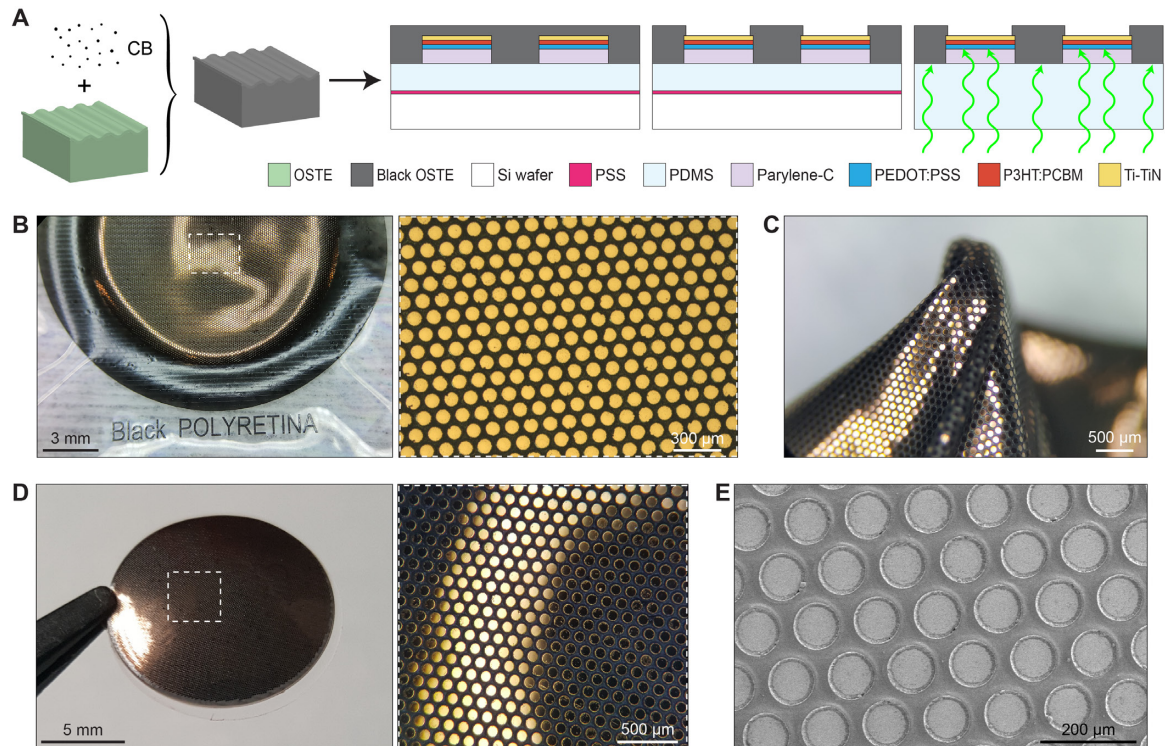 A
CB
+
OSTE
Black OSTE
Si wafer
PSS
PDMS
Parylene-C
PEDOT:PSS
P3HT:PCBM
Ti-TiN
B
Black POLYRETINA
3 mm
300 µm
C
500 µm
D
5 mm
500 µm
E
200 µm